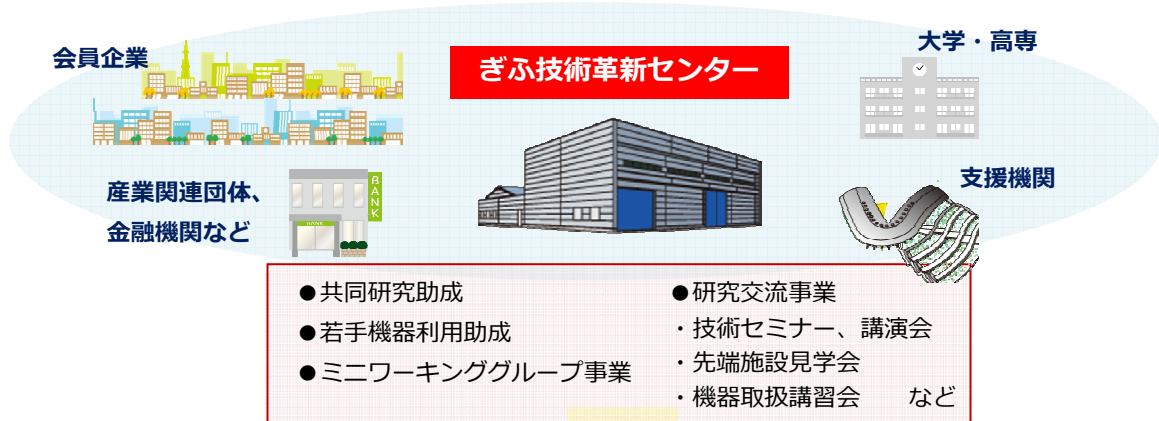 会員企業
ぎふ技術革新センター
大学・高専
産業関連団体、
金融機関など
BANK
BANK
支援機関
●共同研究助成
●若手機器利用助成
●ミニワーキンググループ事業
●研究交流事業
・技術セミナー、講演会
・先端施設見学会
・機器取扱講習会　　など